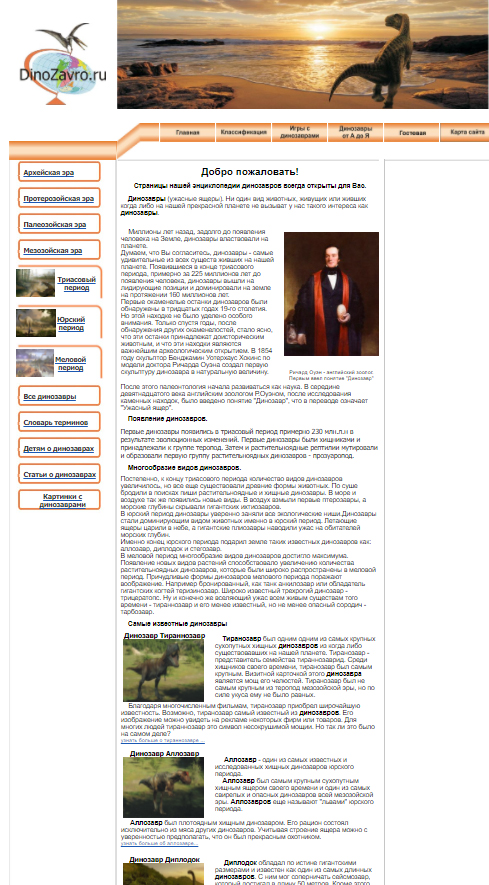 DinoZavro.ru
Главная
Классификация
Игры с
динозаврами
Динозавры
от А до Я
Гостевая
Карта сайта
Архейская эра
Протерозойская эра
Палеозойская эра
Мезозойская эра
Триасовый
период
Юрский
период
Меловой
период
Все динозавры
Словарь терминов
Детям о динозаврах
Статьи о динозаврах
Картинки с
динозаврами
Добро пожаловать!
Страницы нашей энциклопедии динозавров всегда открыты для Вас.
Динозавры (ужасные ящеры). Ни один вид животных, живущих или живших
когда либо на нашей прекрасной планете не вызывает у нас такого интереса как
динозавры.
Миллионы лет назад, задолго до появления
человека на Земле, динозавры властвовали на
планете.
Думаем, что Вы согласитесь, динозавры - самые
удивительные из всех существ живших на нашей
планете. Появившиеся в конце триасового
периода, примерно за 225 миллионов лет до
появления человека, динозавры вышли на
лидирующие позиции и доминировали на земле
на протяжении 160 миллионов лет.
Первые окаменелые останки динозавров были
обнаружены в тридцатых годах 19-го столетия.
Но этой находке не было уделено особого
внимания. Только спустя годы, после
обнаружения других окаменелостей, стало ясно,
что эти останки принадлежат доисторическим
животным, и что эти находки являются
важнейшим археологическим открытием. В 1854
году скульптор Бенджамин Уотерхаус Хокинс по
модели доктора Ричарда Оуэна создал первую
скульптуру динозавра в натуральную величину.
Ричард Оуэн - английский зоолог.
Первым ввел понятие "Динозавр"
После этого палеонтология начала развиваться как наука. В середине
девятнадцатого века английским зоологом Р.Оуэном, после исследования
каменных находок, было введено понятие "Динозавр", что в переводе означает
"Ужасный ящер".
Появление динозавров.
Первые динозавры появились в триасовый период примерно 230 млн.л.н в
результате эволюционных изменений. Первые динозавры были хищниками и
принадлежали к группе теропод. Затем и растительноядные рептилии мутировали
и образовали первую группу растительноядных динозавров - прозауропод.
Многообразие видов динозавров.
Постепенно, к концу триасового периода количество видов динозавров
увеличилось, но все еще существовали древние формы животных. По суше
бродили в поисках пищи растительноядные и хищные динозавры. В море и
воздухе так же появились новые виды. В воздух взмыли первые птерозавры, а
морские глубины скрывали гигантских ихтиозавров.
В юрский период динозавры уверенно заняли все экологические ниши.Динозавры
стали доминирующим видом животных именно в юрский период. Летающие
ящеры царили в небе, а гигантские плиозавры наводили ужас на обитателей
морских глубин.
Именно конец юрского периода подарил земле таких известных динозавров как:
аллозавр, диплодок и стегозавр.
В меловой период многообразие видов динозавров достигло максимума.
Появление новых видов растений способствовало увеличению количества
растительноядных динозавров, которые были широко распространены в меловой
период. Причудливые формы динозавров мелового периода поражают
воображение. Например бронированный, как танк анкилозавр или обладатель
гигантских когтей теризинозавр. Широко известный трехрогий динозавр -
трицератопс. Ну и конечно же вселяющий ужас всем живым существам того
времени - тираннозавр и его менее известный, но не менее опасный сородич -
тарбозавр.
Самые известные динозавры
Динозавр Тираннозавр
Тиранозавр был одним одним из самых крупных
сухопутных хищных динозавров из когда либо
существовавших на нашей планете. Тиранозавр -
представитель семейства тираннозаврид. Среди
хищников своего времени, тиранозавр был самым
крупным. Визитной карточкой этого динозавра
является мощ его челюстей. Тиранозавр был не
самым крупным из теропод мезозойской эры, но по
силе укуса ему не было равных.
Благодаря многочисленным фильмам, тиранозавр приобрел широчайшую
известность. Возможно, тиранозавр самый известный из динозавров. Его
изображение можно увидеть на рекламе некоторых фирм или товаров. Для
многих людей тираннозавр это символ несокрушимой мощи. Но так ли это было
на самом деле?
узнать больше о тираннозавре ...
Динозавр Аллозавр
Аллозавр - один из самых известных и
исследованных хищных динозавров юрского
периода.
Аллозавр был самым крупным сухопутным
хищным ящером своего времени и один из самых
свирепых и опасных динозавров всей мезозойской
эры. Аллозавров еще называют "львами" юрского
периода.
Аллозавр был плотоядным хищным динозавром. Его рацион состоял
исключительно из мяса других динозавров. Учитывая строение ящера можно с
уверенностью предполагать, что он был прекрасным охотником.
узнать больше об аллозавре...
Динозавр Диплодок
Диплодок обладал по истине гигантскими
размерами и известен как один из самых длинных
динозавров. С ним мог соперничать сейсмозавр,
который достигал в длину 50 метров. Кроме этого